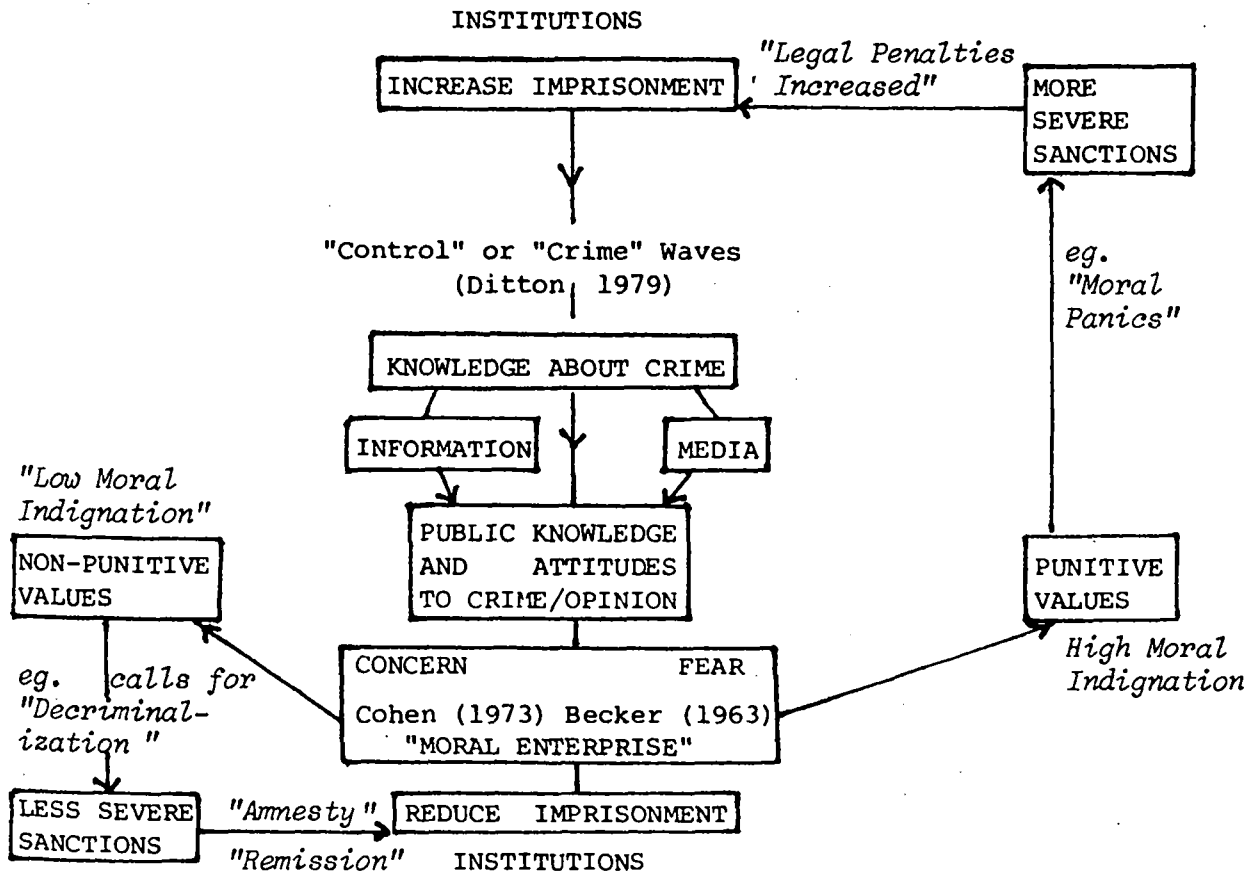 INSTITUTIONS
"Legal Penalties
Increased"
INCREASE IMPRISONMENT
MORE
SEVERE
SANCTIONS
"Control" or "Crime" Waves
(Ditton 1979)
eg.
"Moral
Panics"
KNOWLEDGE ABOUT CRIME
INFORMATION
MEDIA
"Low Moral
Indignation"
PUBLIC KNOWLEDGE
AND ATTITUDES
TO CRIME/OPINION
NON-PUNITIVE
VALUES
PUNITIVE
VALUES
High Moral
Indignation
CONCERN FEAR
Cohen (1973) Becker (1963)
"MORAL ENTERPRISE"
eg. calls for
"Decriminal-
ization"
LESS SEVERE
SANCTIONS
"Amnesty"
"Remission"
REDUCE IMPRISONMENT
INSTITUTIONS